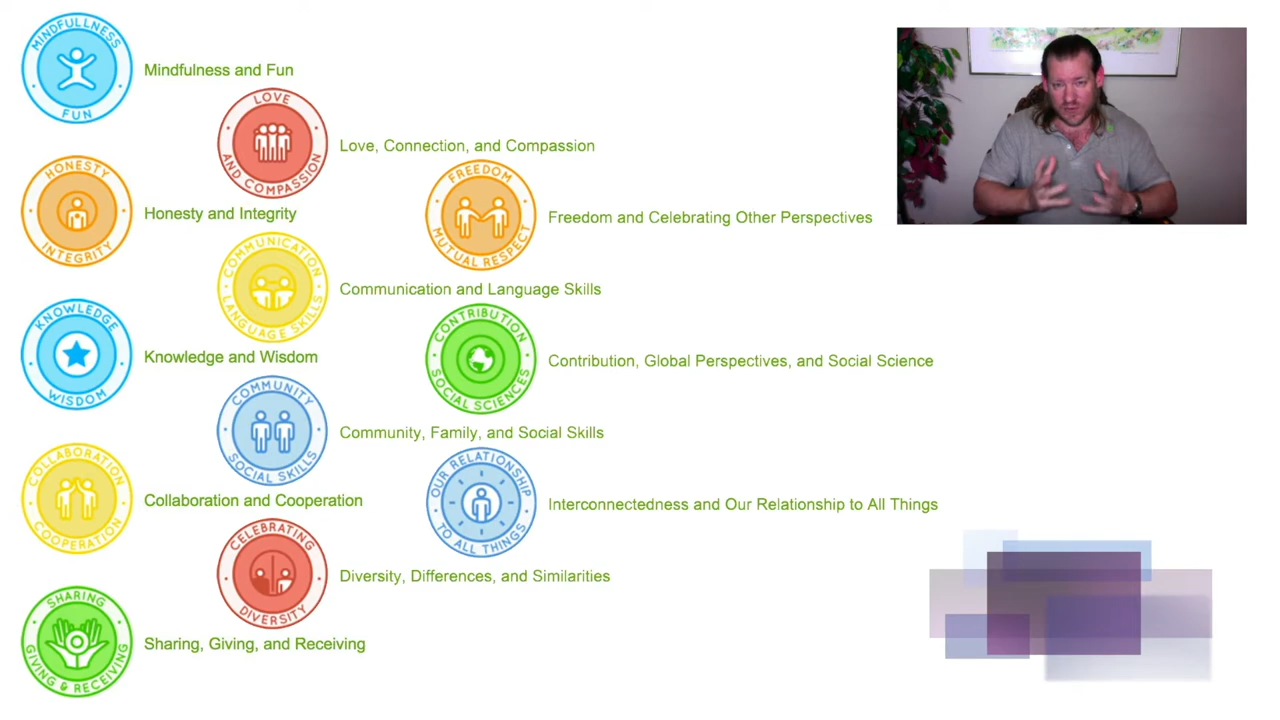 MINDFULLNESS
FUN
Mindfulness and Fun
LOVE
AND COMPASSION
Love, Connection, and Compassion
HONESTY
INTEGRITY
Honesty and Integrity
FREEDOM
MUTUAL RESPECT
Freedom and Celebrating Other Perspectives
COMMUNICATION
LANGUAGE SKILLS
Communication and Language Skills
KNOWLEDGE
WISDOM
Knowledge and Wisdom
CONTRIBUTION
SOCIAL SCIENCES
Contribution, Global Perspectives, and Social Science
COMMUNITY
SOCIAL SKILLS
Community, Family, and Social Skills
COLLABORATION
COOPERATION
Collaboration and Cooperation
OUR RELATIONSHIP
TO ALL THINGS
Interconnectedness and Our Relationship to All Things
CELEBRATING
DIVERSITY
Diversity, Differences, and Similarities
SHARING
GIVING & RECEIVING
Sharing, Giving, and Receiving